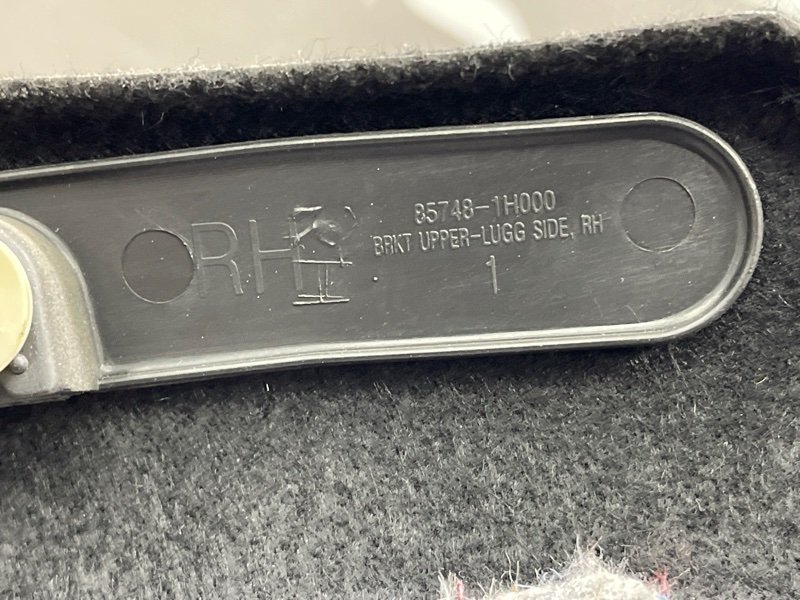 RH
85748-1H000
BRKT UPPER-LUGG SIDE, RH
1